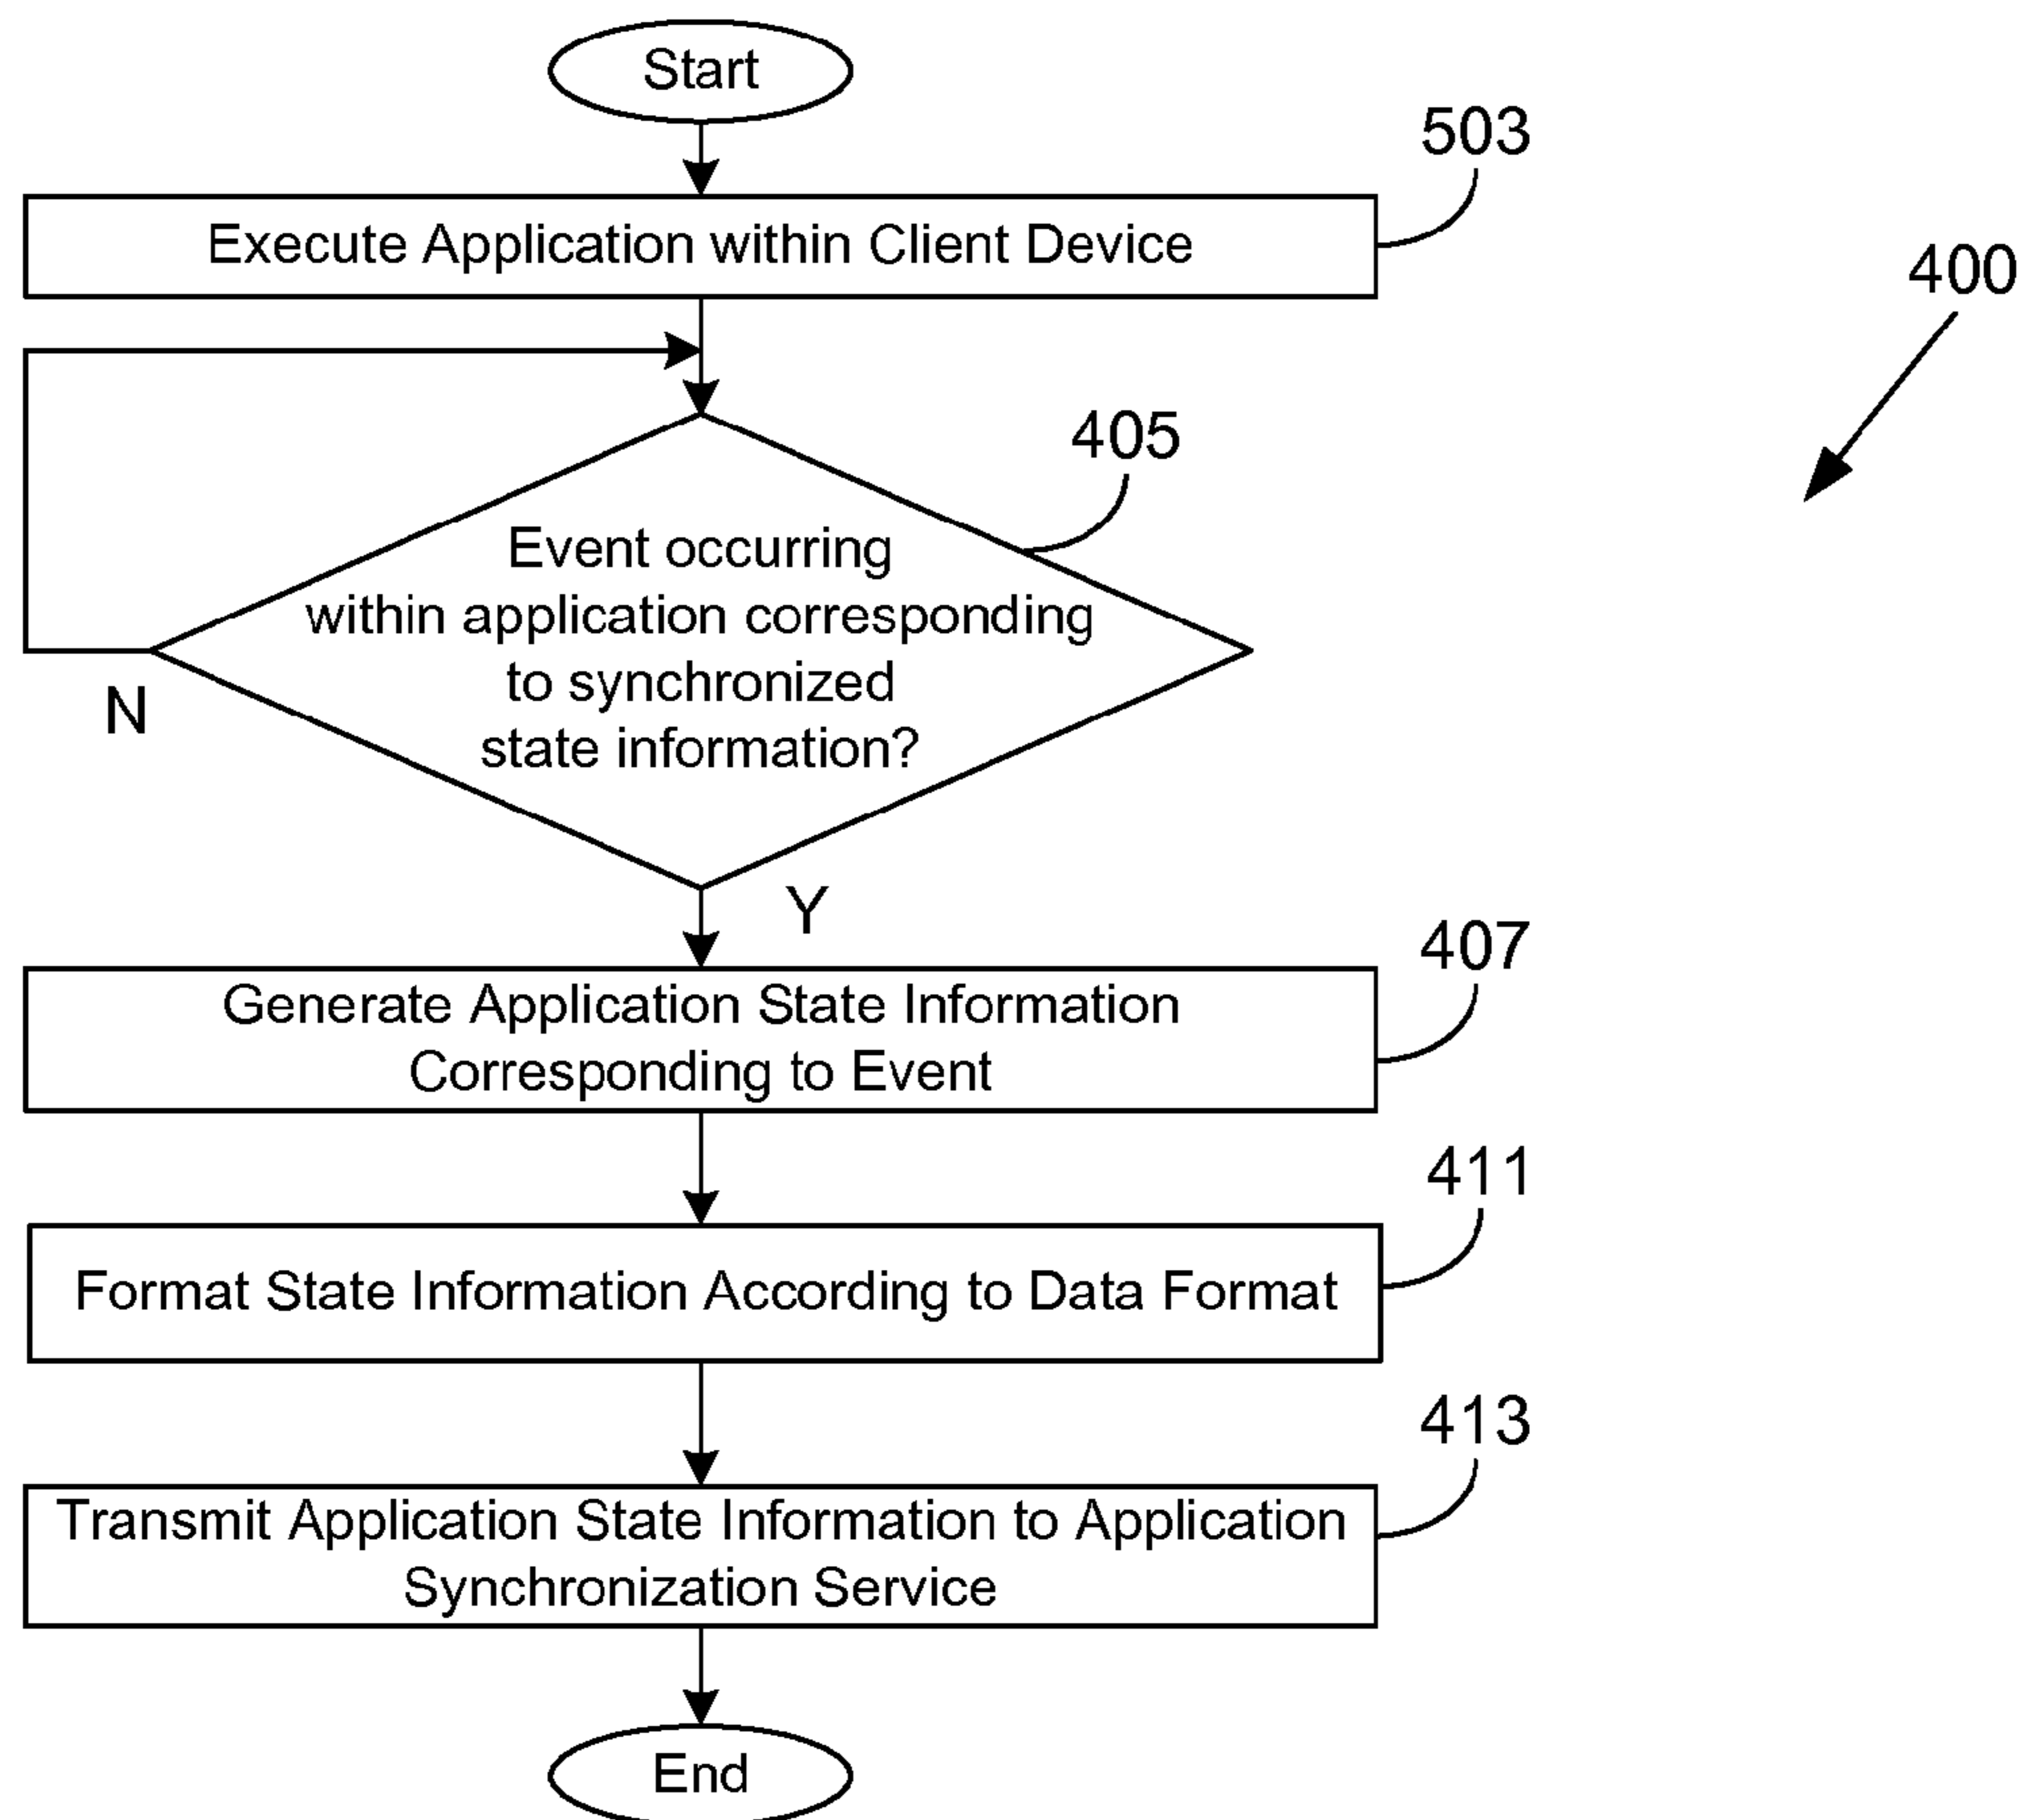 Start
503
Execute Application within Client Device
400
405
Event occurring
within application corresponding
to synchronized
state information?
N
Y
407
Generate Application State Information
Corresponding to Event
411
Format State Information According to Data Format
413
Transmit Application State Information to Application
Synchronization Service
End